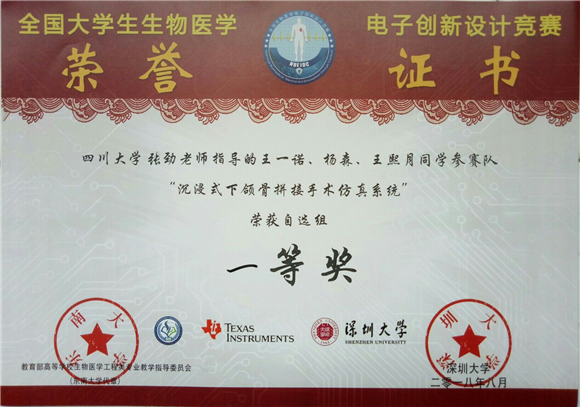 全国大学生生物医学 电子创新设计竞赛
荣誉 证书
四川大学张劲老师指导的王一诺、杨森、王熙月同学参赛队
“沉浸式下颌骨拼接手术仿真系统”
荣获自选组
一等奖
东南大
TEXAS INSTRUMENTS
深圳大学
SHENZHEN UNIVERSITY
圳大
教育部高等学校生物医学工程类专业教学指导委员会
(东南大学代章)
深圳大学
二零一八年八月